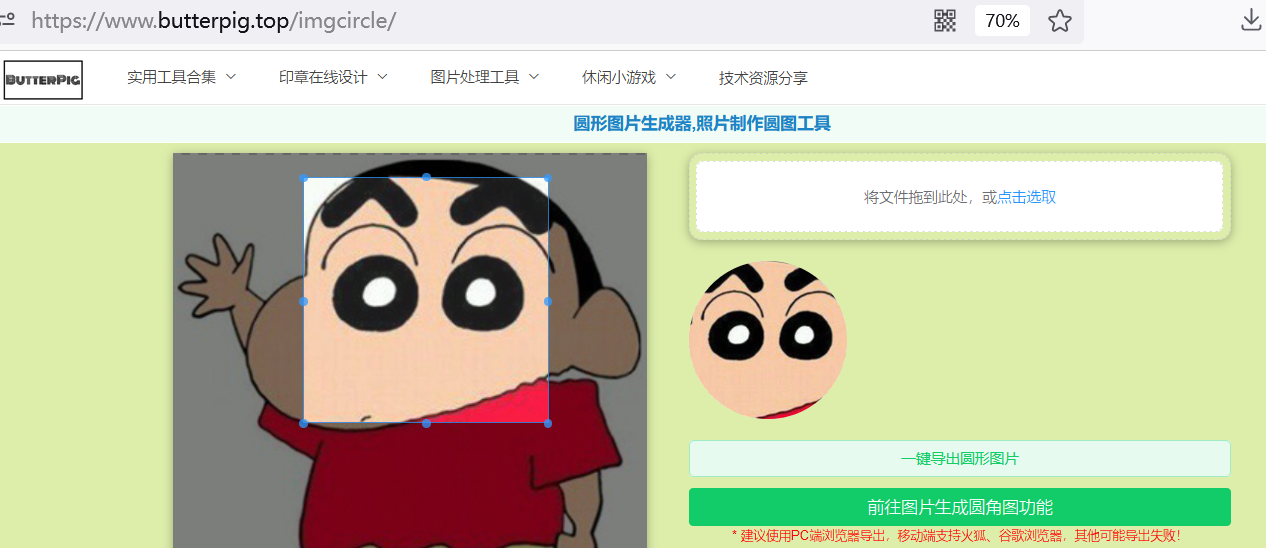 https://www.butterpig.top/imgcircle/ 70%
BUTTERPIG 实用工具合集 印章在线设计 图片处理工具 休闲小游戏 技术资源分享
圆形图片生成器,照片制作圆图工具
将文件拖到此处，或点击选取
一键导出圆形图片
前往图片生成圆角图功能
* 建议使用PC端浏览器导出，移动端支持火狐、谷歌浏览器，其他可能导出失败！